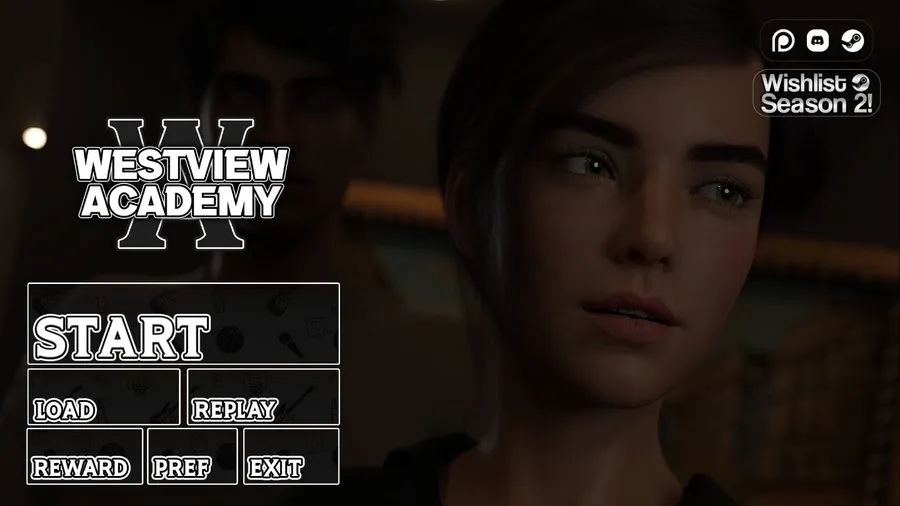 Wishlist
Season 2!
W
WESTVIEW
ACADEMY
START
LOAD
REPLAY
REWARD
PREF
EXIT